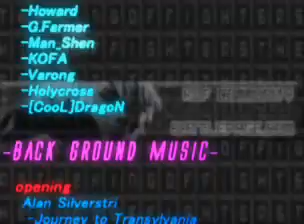 -Howard
-G.Farmer
-Man_Shen
-KOFA
-Varong
-Holycross
-[CooL]DragoN
-BACK GROUND MUSIC-
opening
Alan Silverstri
-Journey to Transylvania